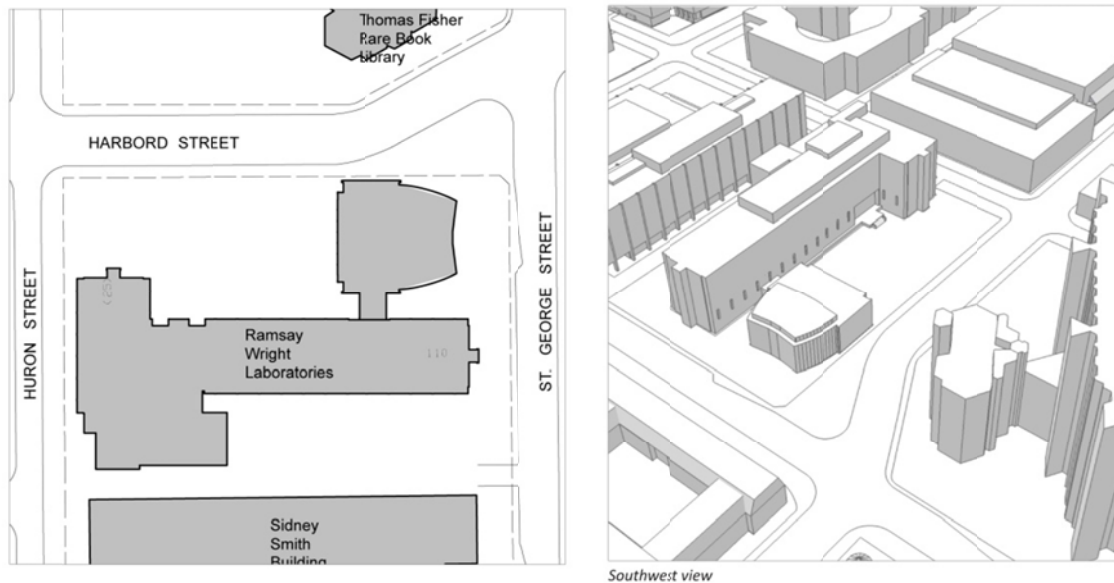 Thomas Fisher
Rare Book
Library
HARBORD STREET
HURON STREET
ST. GEORGE STREET
Ramsay
Wright
Laboratories
110
Sidney
Smith
Building
Southwest view